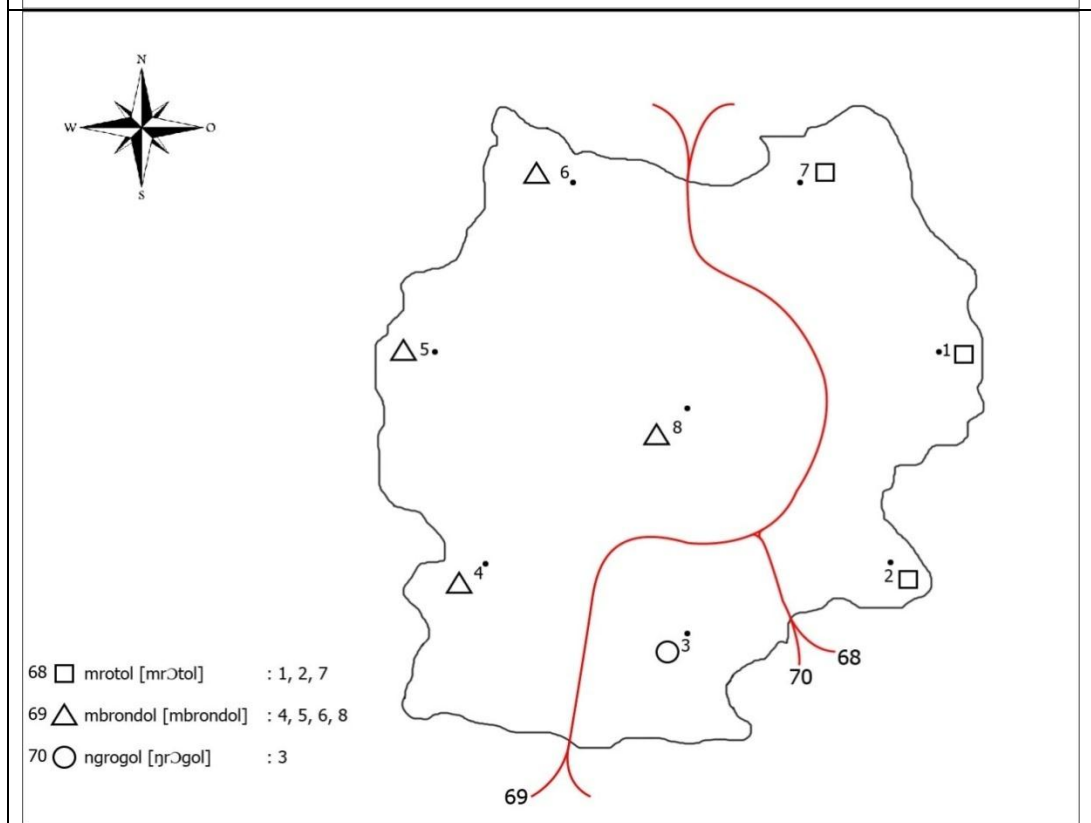 N
W O
S
6
7
5
1
8
4
2
3
68
70
69
68 mrotol [mrɔtol] : 1, 2, 7
69 mbrondol [mbrondol] : 4, 5, 6, 8
70 ngrogol [ŋrɔgol] : 3